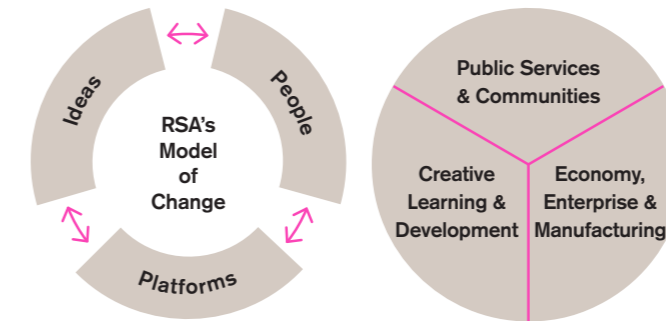 Ideas
People
RSA's
Model
of
Change
Platforms
Public Services
& Communities
Creative
Learning &
Development
Economy,
Enterprise &
Manufacturing